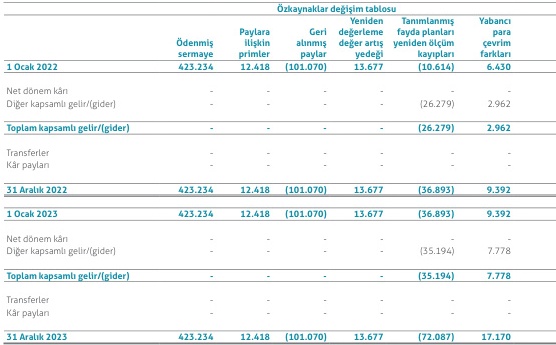 Özkaynaklar değişim tablosu
Ödenmiş sermaye | Paylara ilişkin primler | Geri alınmış paylar | Yeniden değerleme değer artış yedeği | Tanımlanmış fayda planları yeniden ölçüm kayıpları | Yabancı para çevrim farkları
1 Ocak 2022 423.234 12.418 (101.070) 13.677 (10.614) 6.430
Net dönem kârı - - - - - -
Diğer kapsamlı gelir/(gider) - - - - (26.279) 2.962
Toplam kapsamlı gelir/(gider) - - - - (26.279) 2.962
Transferler - - - - - -
Kâr payları - - - - - -
31 Aralık 2022 423.234 12.418 (101.070) 13.677 (36.893) 9.392
1 Ocak 2023 423.234 12.418 (101.070) 13.677 (36.893) 9.392
Net dönem kârı - - - - - -
Diğer kapsamlı gelir/(gider) - - - - (35.194) 7.778
Toplam kapsamlı gelir/(gider) - - - - (35.194) 7.778
Transferler - - - - - -
Kâr payları - - - - - -
31 Aralık 2023 423.234 12.418 (101.070) 13.677 (72.087) 17.170